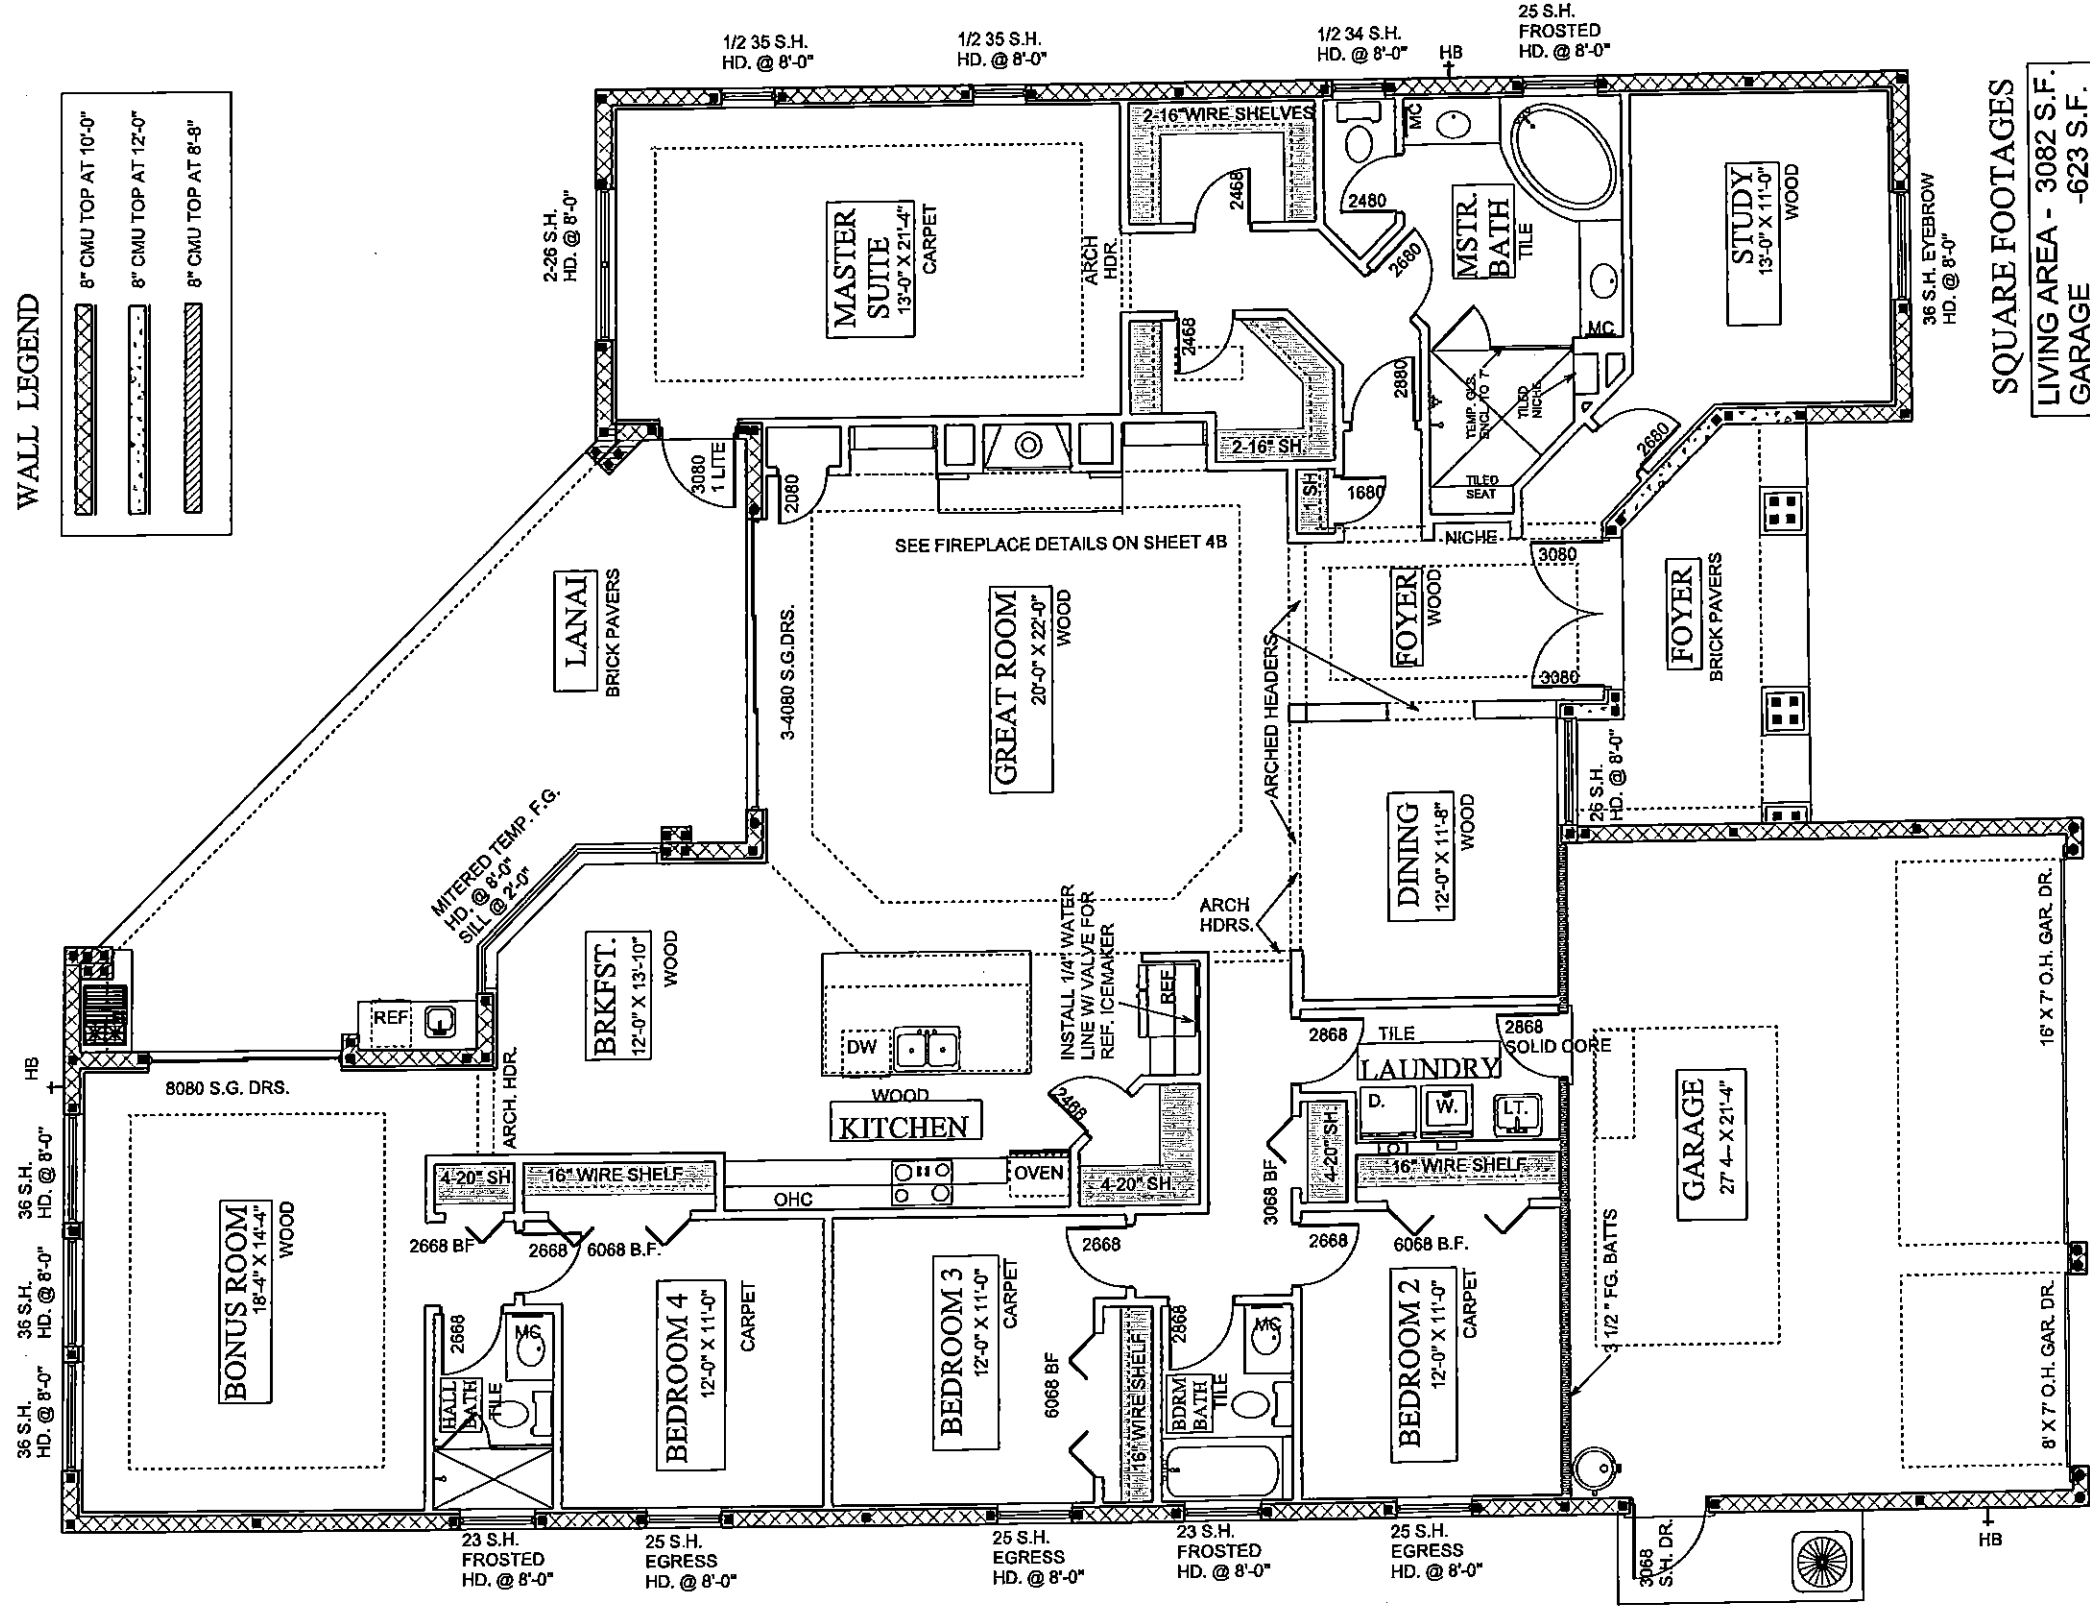 WALL LEGEND
8" CMU TOP AT 10'-0"
8" CMU TOP AT 12'-0"
8" CMU TOP AT 8'-8"
1/2 35 S.H.
HD. @ 8'-0"
1/2 35 S.H.
HD. @ 8'-0"
1/2 34 S.H.
HD. @ 8'-0"
HB
25 S.H.
FROSTED
HD. @ 8'-0"
2-26 S.H.
HD. @ 8'-0"
MASTER
SUITE
13'-0" X 21'-4"
CARPET
ARCH
HDR.
2-16" WIRE SHELVES
2468
2468
2-16" SH.
2480
2680
2880
MC
MSTR.
BATH
TILE
MC
TEMP. GLS.
ENCL. TO 7'
TILED
NICHE
TILED
SEAT
STUDY
13'-0" X 11'-0"
WOOD
36 S.H. EYEBROW
HD. @ 8'-0"
2680
SQUARE FOOTAGES
LIVING AREA - 3082 S.F.
GARAGE -623 S.F.
3080
1 LITE
2080
1 SH
1680
NICHE
LANAI
BRICK PAVERS
3-4080 S.G.DRS.
SEE FIREPLACE DETAILS ON SHEET 4B
GREAT ROOM
20'-0" X 22'-0"
WOOD
ARCHED HEADERS
FOYER
WOOD
3080
3080
FOYER
BRICK PAVERS
26 S.H.
HD. @ 8'-0"
DINING
12'-0" X 11'-8"
WOOD
ARCH
HDRS.
MITERED TEMP. F.G.
HD. @ 8'-0"
SILL @ 2'-0"
BRKFST.
12'-0" X 13'-10"
WOOD
INSTALL 1/4" WATER
LINE W/ VALVE FOR
REF. ICEMAKER
REF
REF
DW
WOOD
KITCHEN
2468
OVEN
OHC
4-20" SH.
HB
8080 S.G. DRS.
ARCH. HDR.
36 S.H.
HD. @ 8'-0"
36 S.H.
HD. @ 8'-0"
36 S.H.
HD. @ 8'-0"
BONUS ROOM
18'-4" X 14'-4"
WOOD
4-20" SH.
16" WIRE SHELF
2668 BF
2668
6068 B.F.
2668
MC
HALL
BATH
TILE
BEDROOM 4
12'-0" X 11'-0"
CARPET
BEDROOM 3
12'-0" X 11'-0"
CARPET
6068 BF
16" WIRE SHELF
2668
2868
BDRM
BATH
TILE
MC
2868
TILE
2868
SOLID CORE
LAUNDRY
D.
W.
LT.
4-20" SH.
3068 BF
16" WIRE SHELF
2668
6068 B.F.
BEDROOM 2
12'-0" X 11'-0"
CARPET
3 1/2 " FG. BATTS
GARAGE
27' 4-- X 21'-4"
16' X 7' O.H. GAR. DR.
8' X 7' O.H. GAR. DR.
23 S.H.
FROSTED
HD. @ 8'-0"
25 S.H.
EGRESS
HD. @ 8'-0"
25 S.H.
EGRESS
HD. @ 8'-0"
23 S.H.
FROSTED
HD. @ 8'-0"
25 S.H.
EGRESS
HD. @ 8'-0"
3068
S.H. DR.
HB